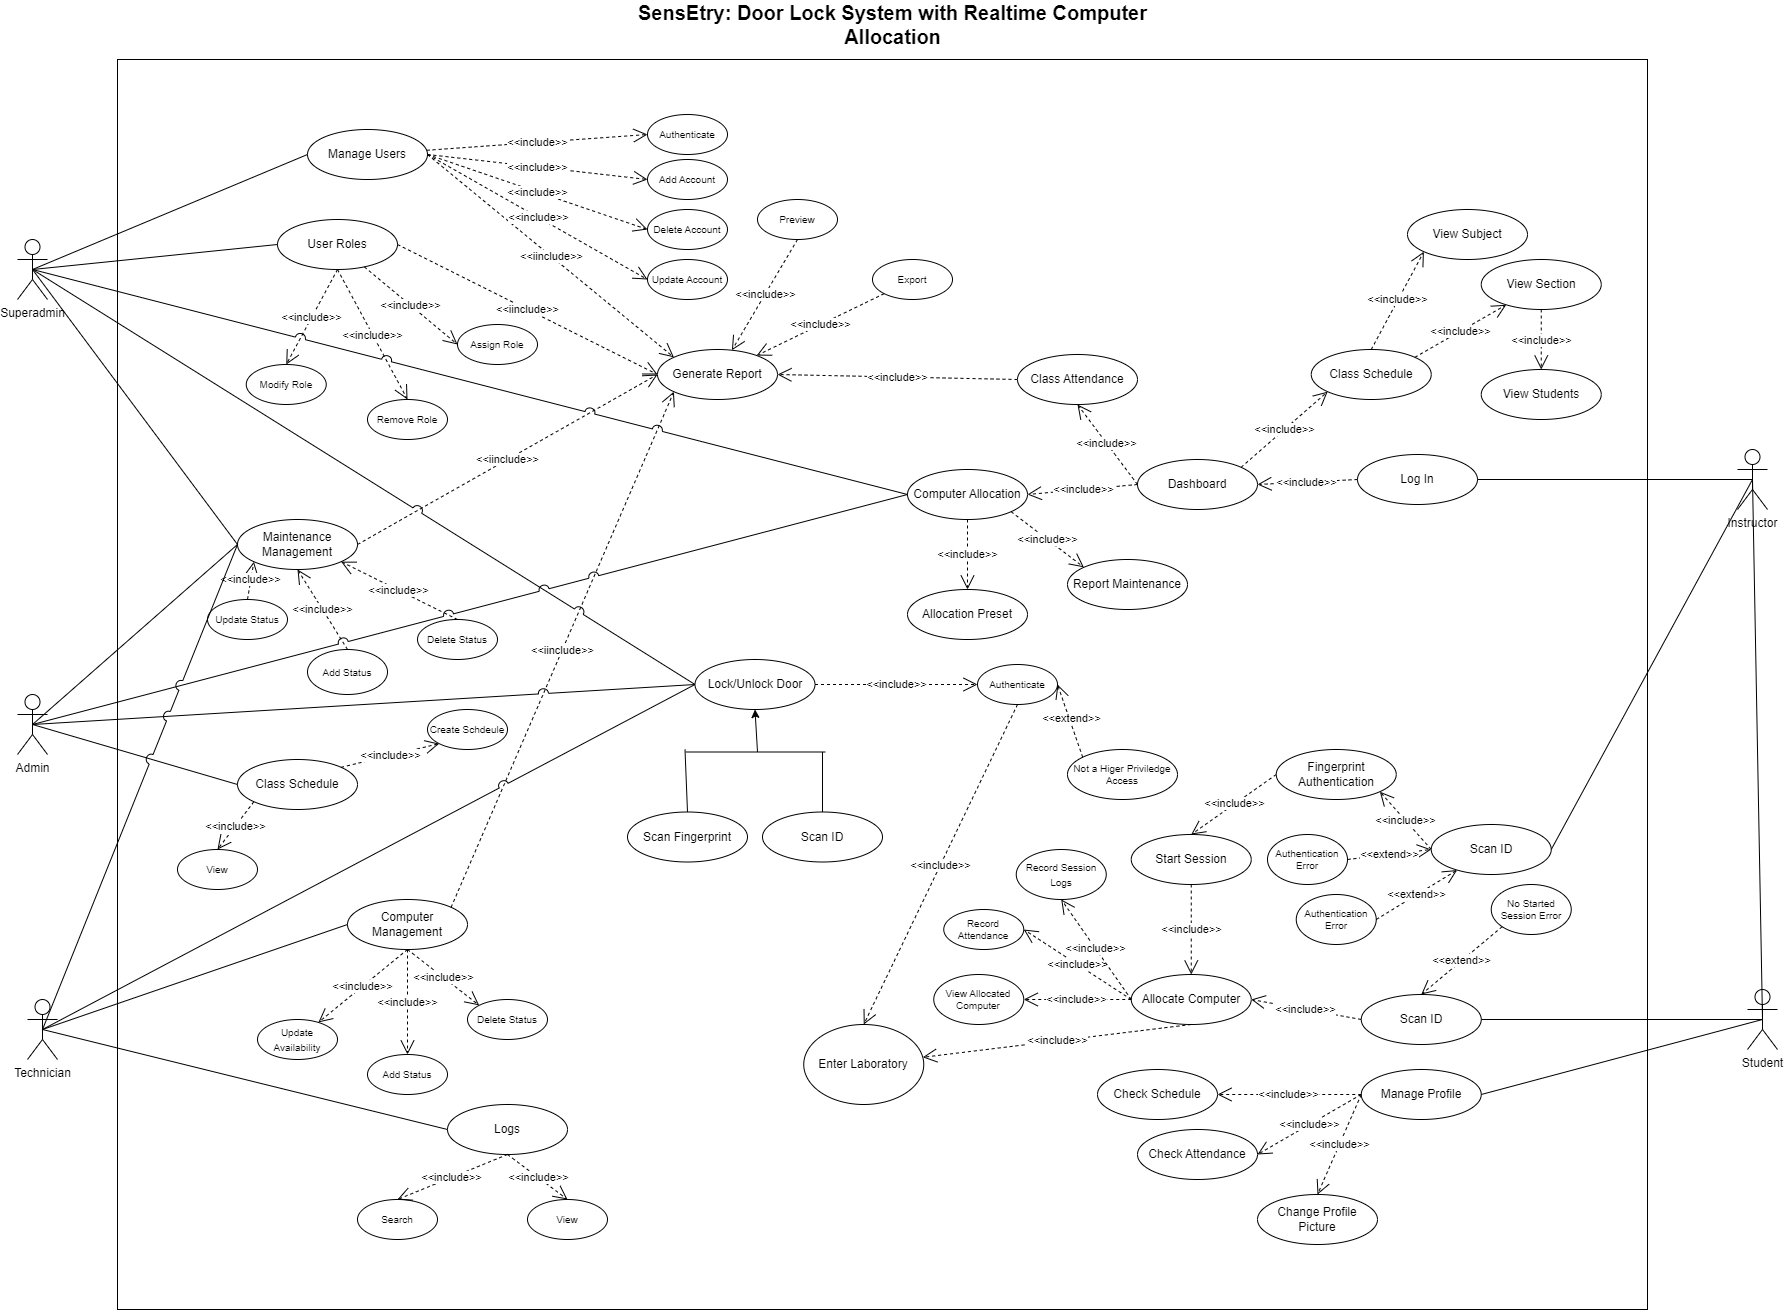 SensEtry: Door Lock System with Realtime Computer
Allocation
Manage Users
<<include>>
Authenticate
<<include>>
Add Account
<<include>>
Delete Account
<<include>>
Update Account
<<iinclude>>
User Roles
<<include>>
Modify Role
<<include>>
Remove Role
<<include>>
Assign Role
<<iinclude>>
Preview
<<include>>
Export
<<include>>
Generate Report
<<include>>
Class Attendance
<<include>>
View Subject
View Section
<<include>>
<<include>>
<<include>>
Class Schedule
View Students
<<include>>
Superadmin
<<iinclude>>
Computer Allocation
<<include>>
Dashboard
<<include>>
Log In
Instructor
<<include>>
<<include>>
Report Maintenance
Allocation Preset
Maintenance
Management
<<include>>
Update Status
<<include>>
Add Status
<<include>>
Delete Status
<<iinclude>>
Lock/Unlock Door
<<include>>
Authenticate
<<extend>>
Not a Higer Priviledge
Access
Scan Fingerprint
Scan ID
Admin
Create Schdeule
<<include>>
Class Schedule
<<include>>
View
Fingerprint
Authentication
<<include>>
<<include>>
Start Session
Authentication
Error
<<extend>>
Scan ID
Authentication
Error
<<extend>>
No Started
Session Error
<<extend>>
<<include>>
Record Session
Logs
<<include>>
Record
Attendance
<<include>>
<<include>>
View Allocated
Computer
<<include>>
Allocate Computer
<<include>>
Scan ID
<<include>>
Enter Laboratory
Student
Computer
Management
<<include>>
<<include>>
<<include>>
Update
Availability
Add Status
Delete Status
Technician
Check Schedule
<<include>>
Manage Profile
<<include>>
Check Attendance
<<include>>
Change Profile
Picture
Logs
<<include>>
<<include>>
Search
View